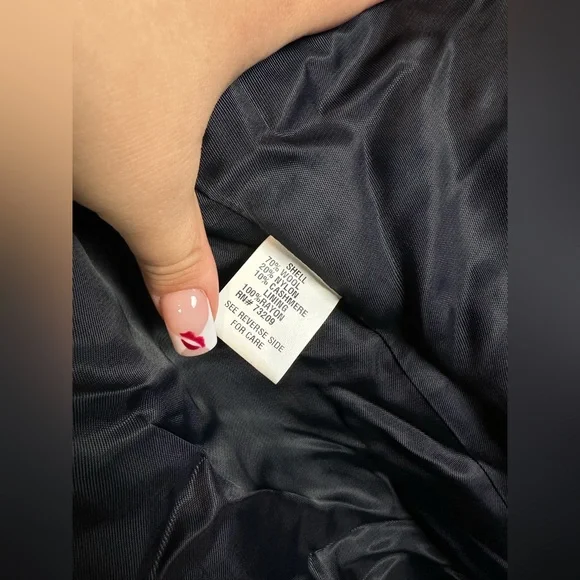 SHELL
70% WOOL
20% NYLON
10% CASHMERE
LINING
100%RAYON
RN# 73209
SEE REVERSE SIDE
FOR CARE